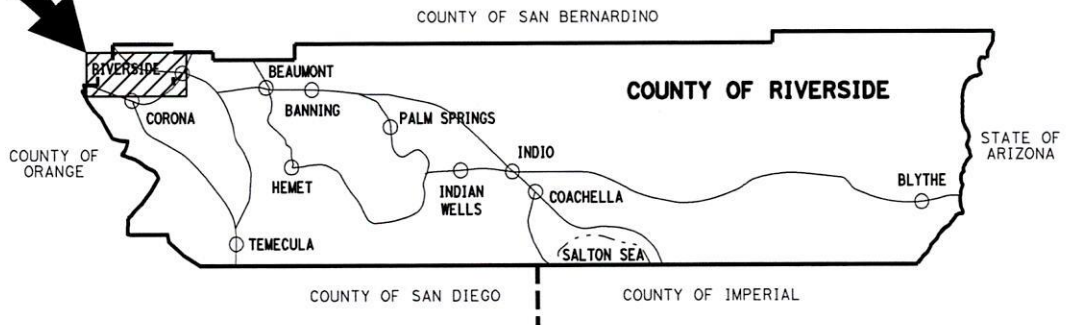 COUNTY OF SAN BERNARDINO
RIVERSIDE
BEAUMONT
COUNTY OF RIVERSIDE
BANNING
CORONA
PALM SPRINGS
STATE OF
ARIZONA
COUNTY OF
ORANGE
INDIO
HEMET
INDIAN
WELLS
COACHELLA
BLYTHE
TEMECULA
SALTON SEA
COUNTY OF SAN DIEGO
COUNTY OF IMPERIAL